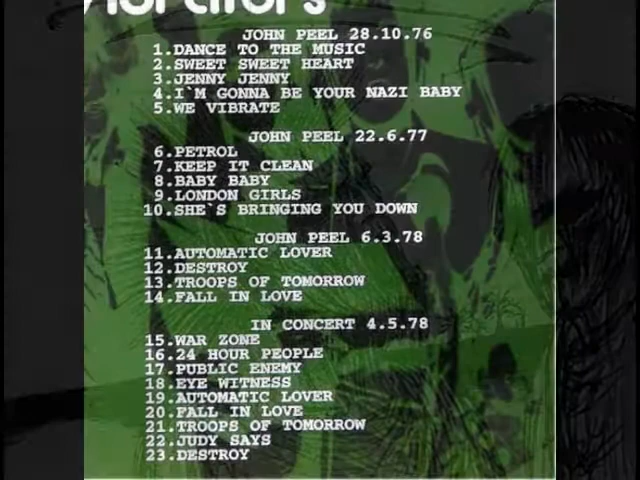 JOHN PEEL 28.10.76
1.DANCE TO THE MUSIC
2.SWEET SWEET HEART
3.JENNY JENNY
4.I`M GONNA BE YOUR NAZI BABY
5.WE VIBRATE
JOHN PEEL 22.6.77
6.PETROL
7.KEEP IT CLEAN
8.BABY BABY
9.LONDON GIRLS
10.SHE`S BRINGING YOU DOWN
JOHN PEEL 6.3.78
11.AUTOMATIC LOVER
12.DESTROY
13.TROOPS OF TOMORROW
14.FALL IN LOVE
IN CONCERT 4.5.78
15.WAR ZONE
16.24 HOUR PEOPLE
17.PUBLIC ENEMY
18.EYE WITNESS
19.AUTOMATIC LOVER
20.FALL IN LOVE
21.TROOPS OF TOMORROW
22.JUDY SAYS
23.DESTROY